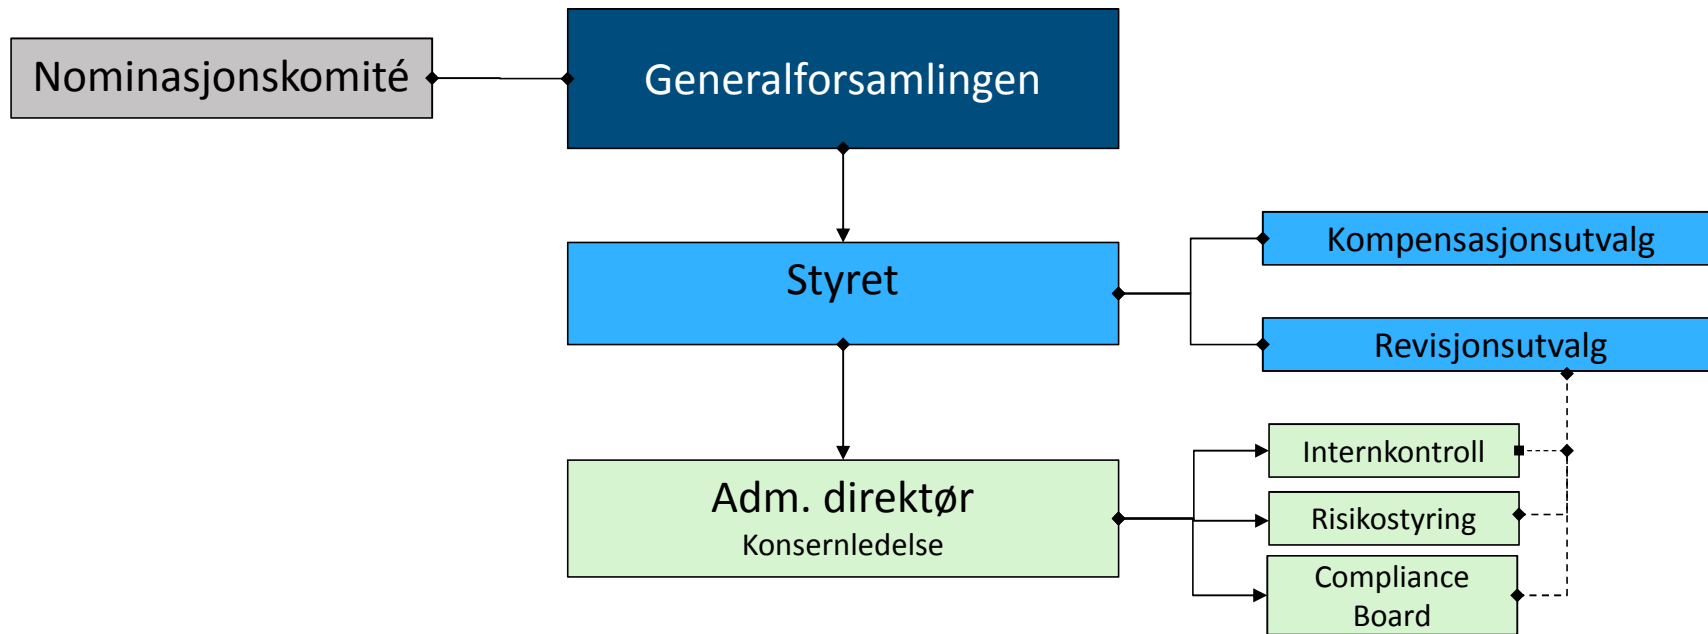 Nominasjonskomité
Generalforsamlingen
Styret
Kompensasjonsutvalg
Revisjonsutvalg
Adm. direktør
Konsernledelse
Internkontroll
Risikostyring
Compliance
Board